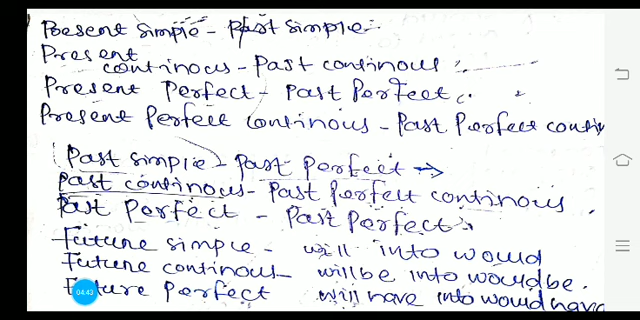 Present simple - Past simple
Present
continous - Past continous
Present Perfect - Past Perfect
Present Perfect continous - Past Perfect contin
Past simple - Past perfect
Past continous - Past perfect continous
Past Perfect - Past Perfect
Future simple - will into would
Future continous - will be into would be.
Future Perfect will have into would have
04:43